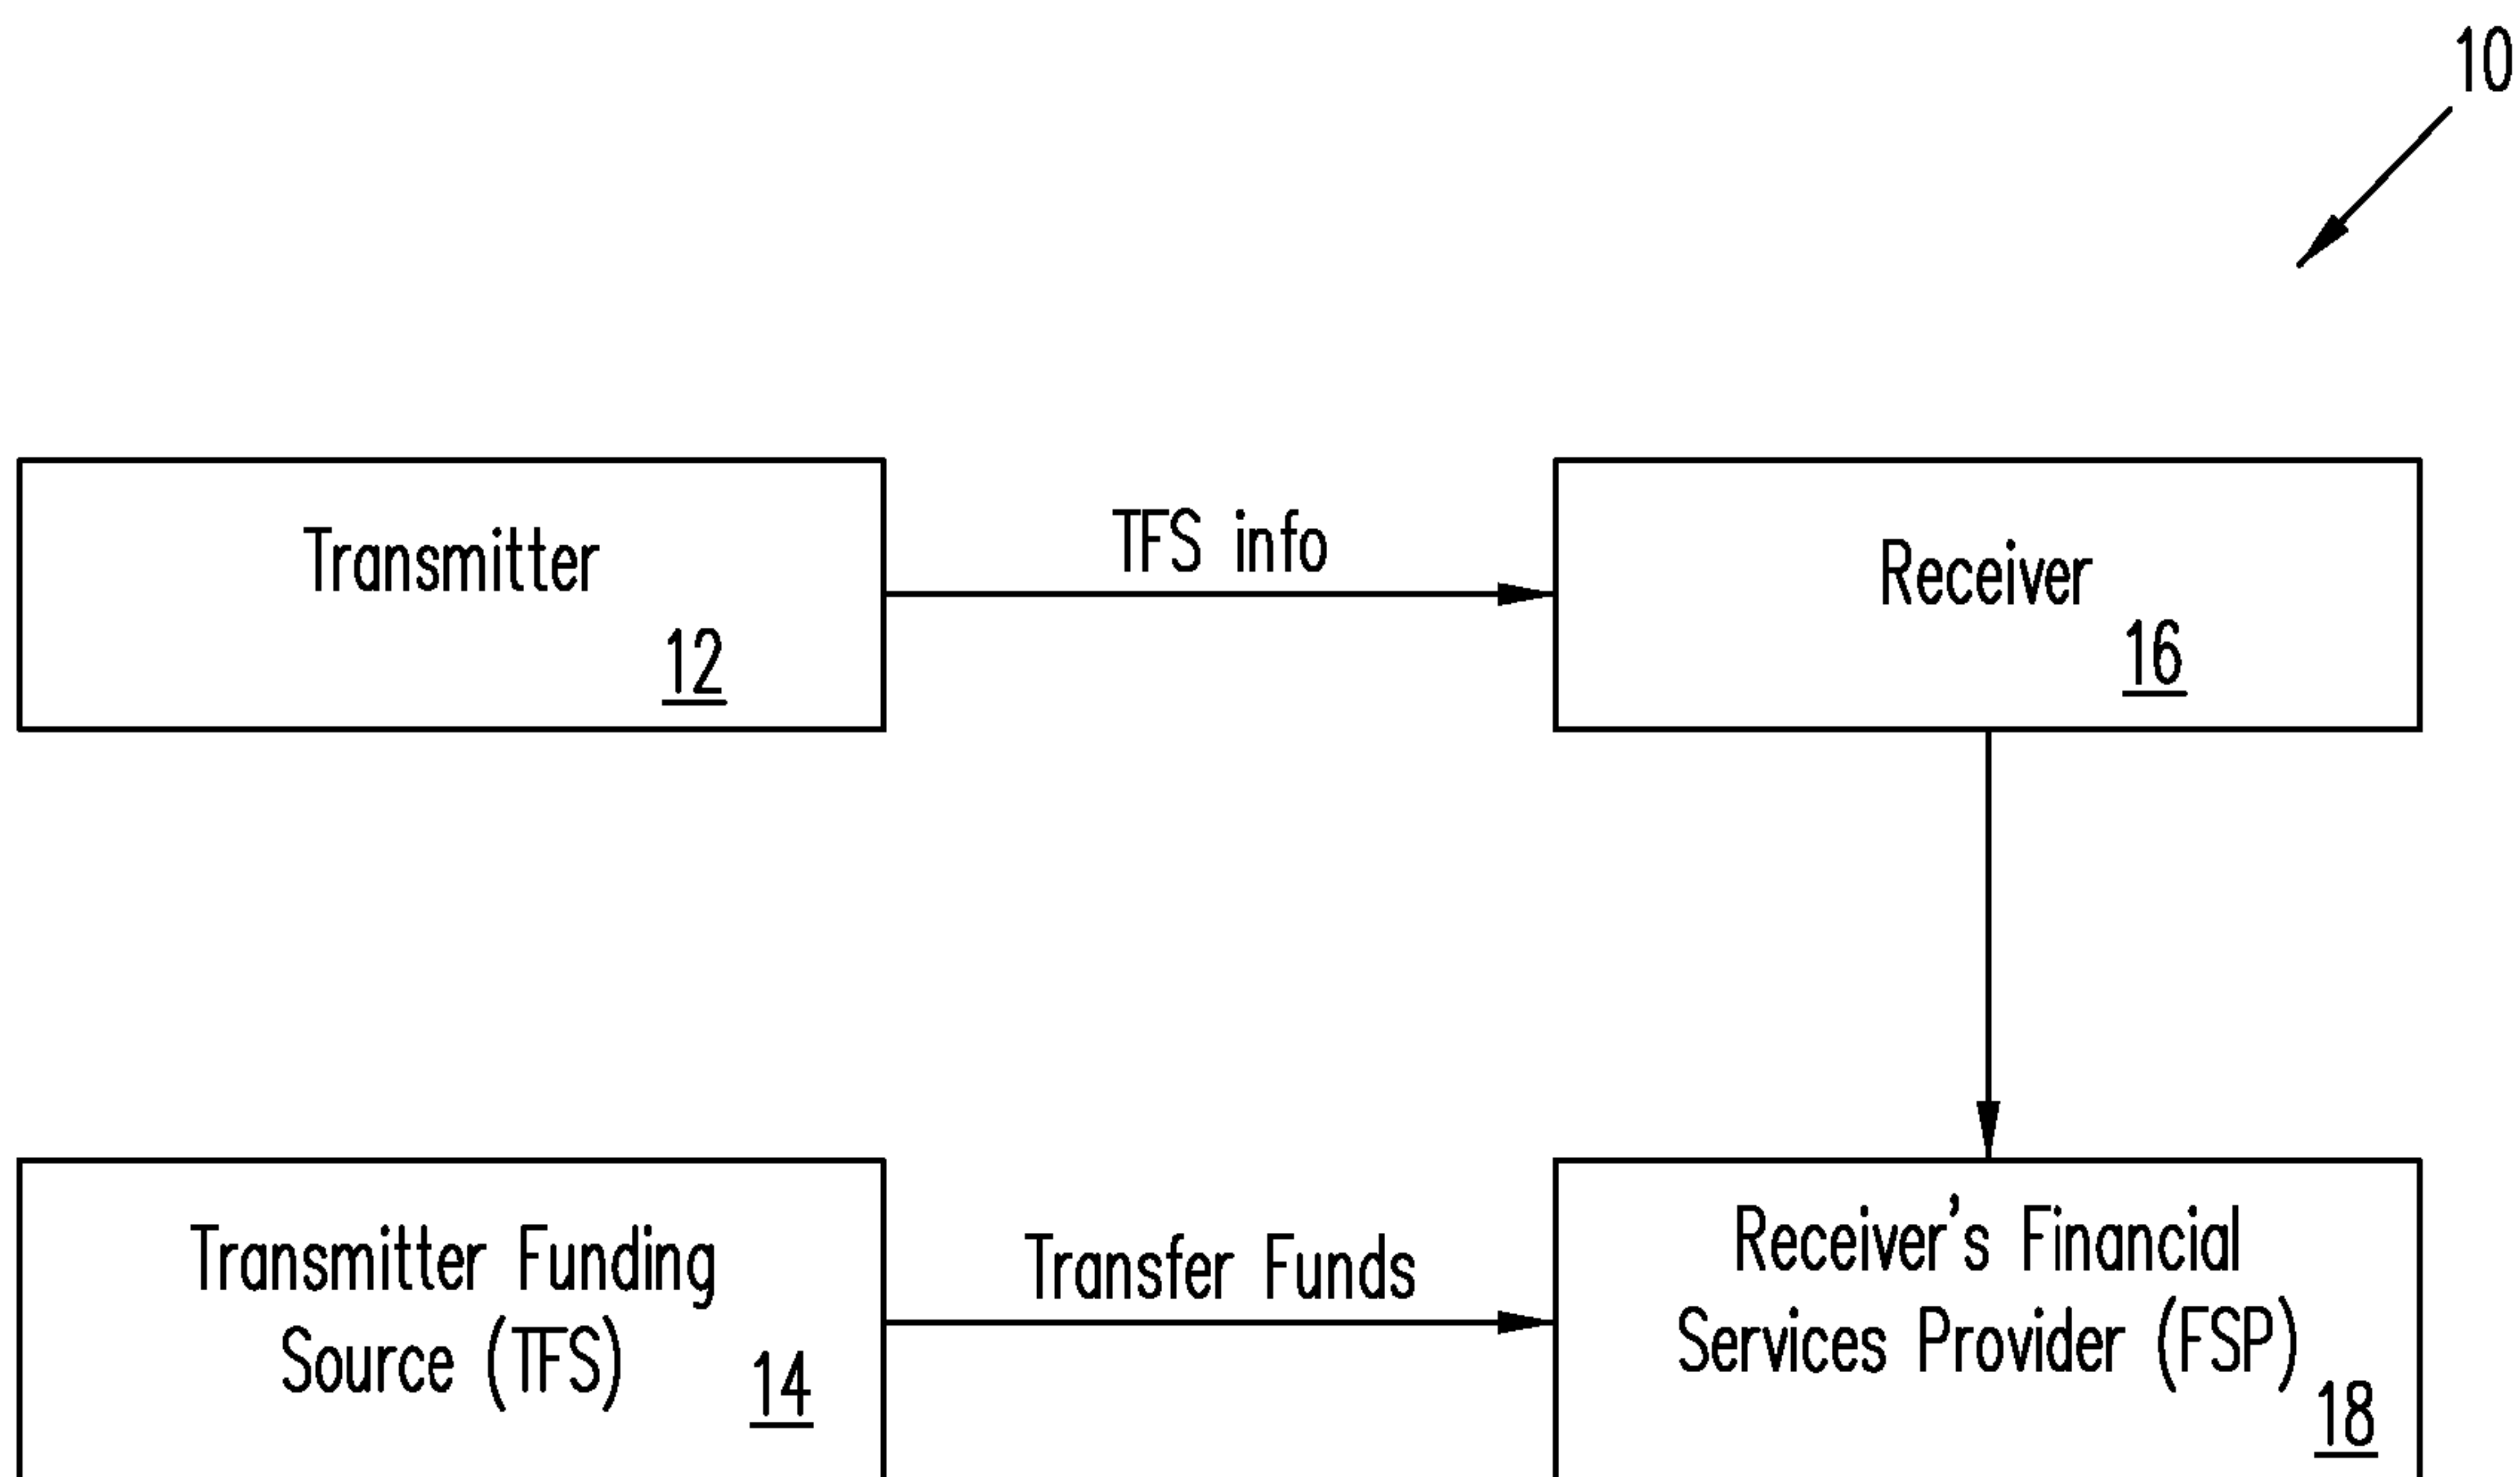 10
Transmitter
12
TFS info
Receiver
16
Transmitter Funding
Source (TFS)
14
Transfer Funds
Receiver's Financial
Services Provider (FSP)
18